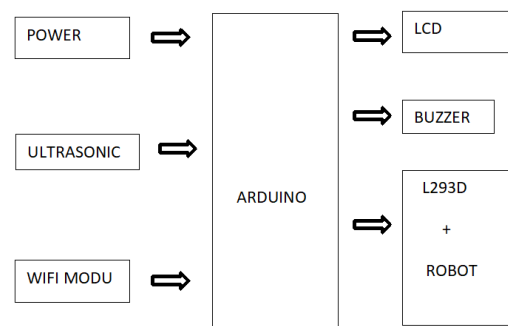 POWER
ULTRASONIC
WIFI MODU
ARDUINO
LCD
BUZZER
L293D
+
ROBOT